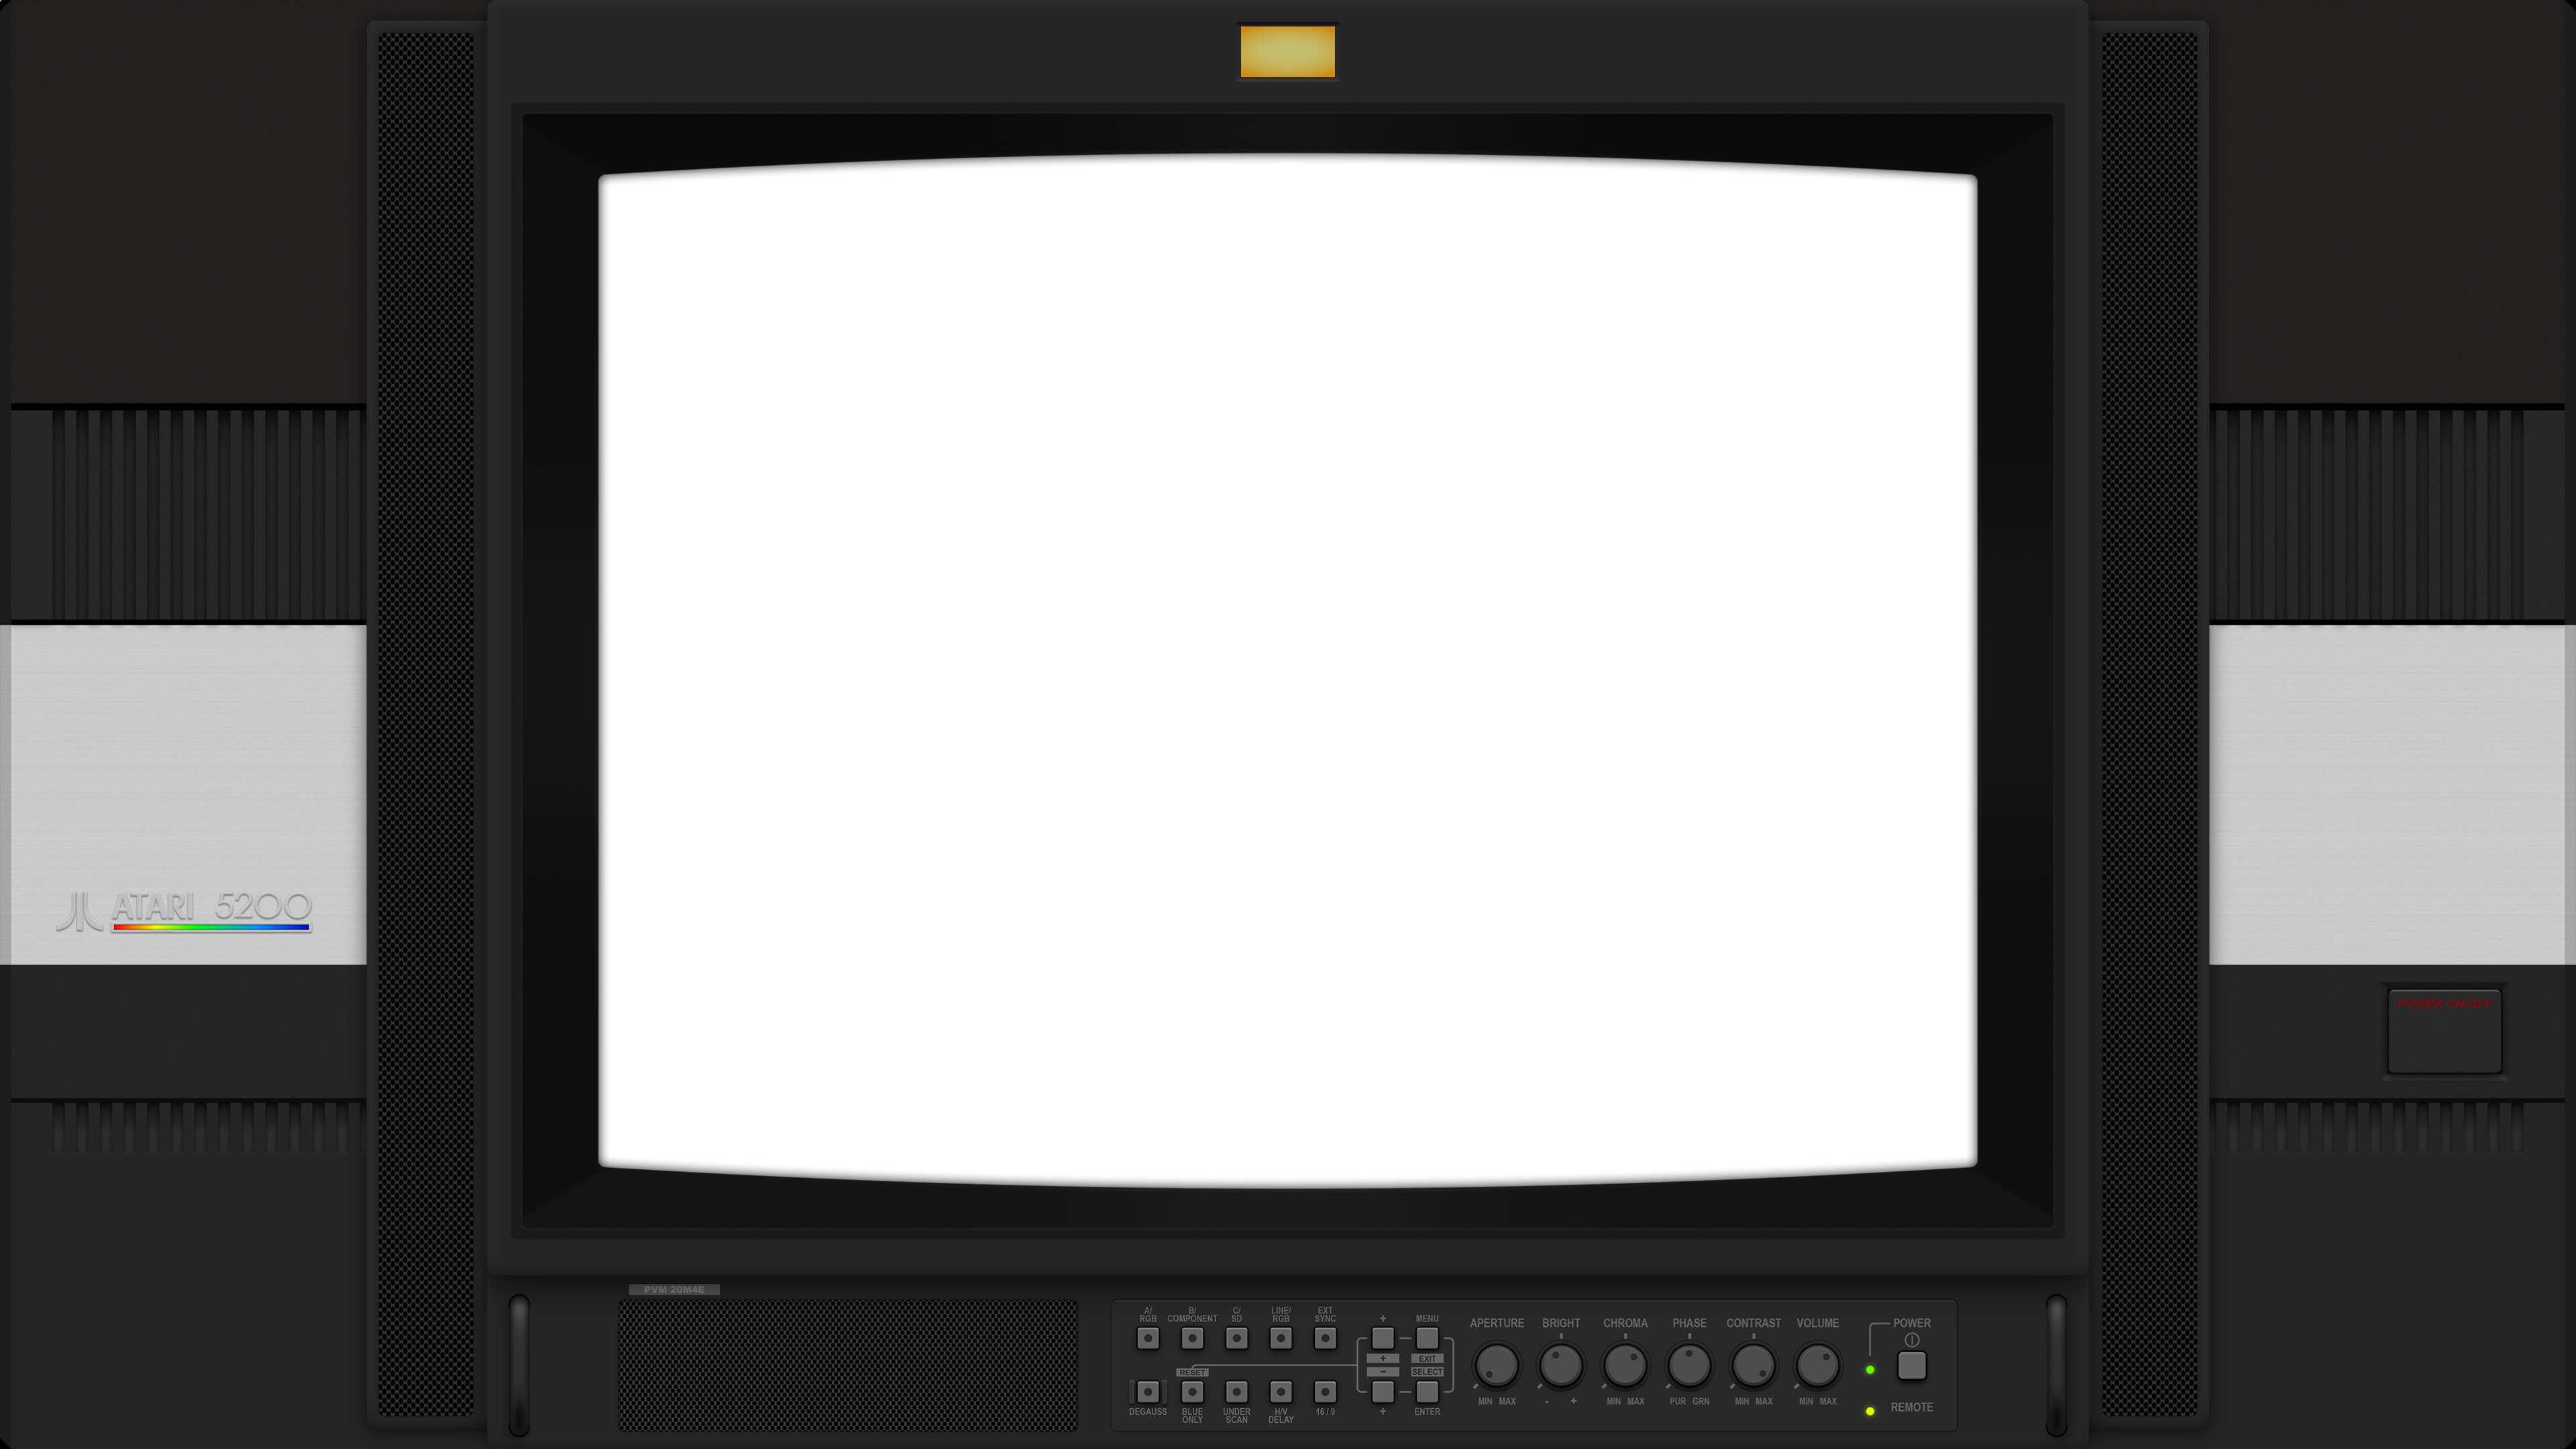 ATARI 5200
POWER ON/OFF
PVM 20M4E
A/
RGB
B/
COMPONENT
C/
SD
LINE/
RGB
EXT
SYNC
+
MENU
+
EXIT
RESET
−
SELECT
DEGAUSS
BLUE
ONLY
UNDER
SCAN
H/V
DELAY
16 / 9
+
ENTER
APERTURE
BRIGHT
CHROMA
PHASE
CONTRAST
VOLUME
MIN MAX
- +
MIN MAX
PUR GRN
MIN MAX
MIN MAX
POWER
REMOTE